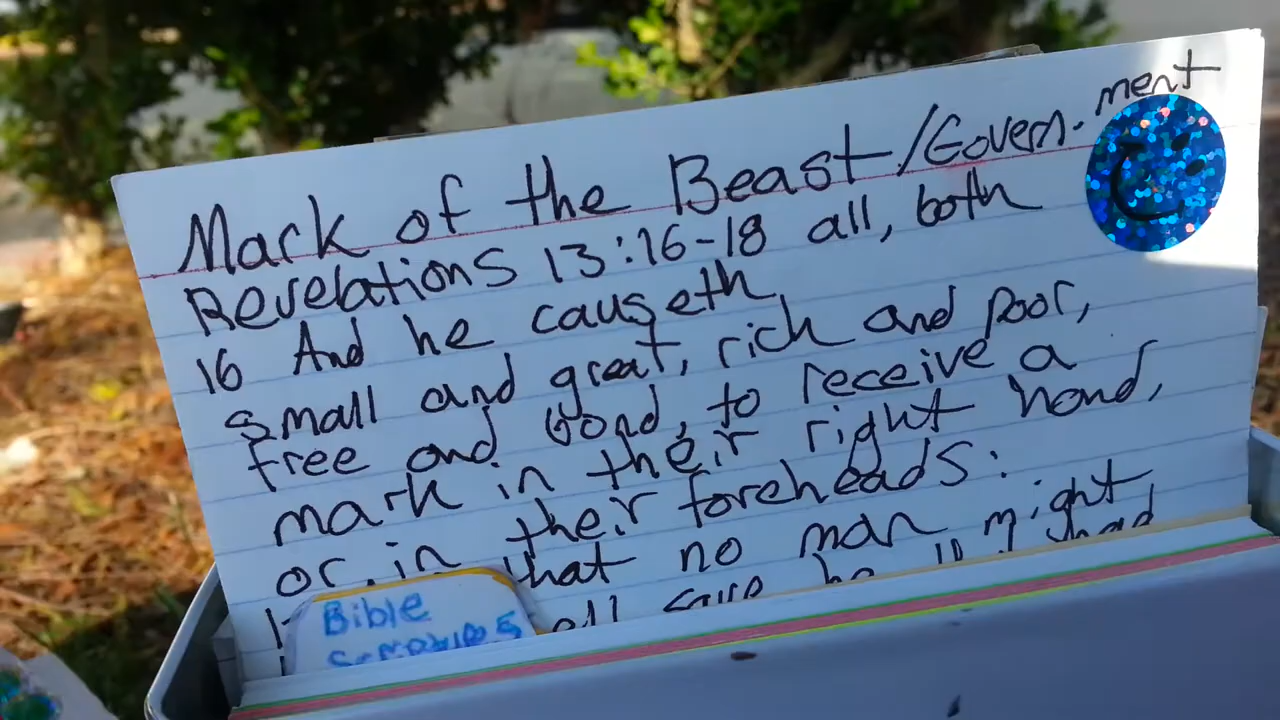 Mark of the Beast/Govern-ment
Revelations 13:16-18
16 And he causeth all, both
small and great, rich and poor,
free and bond, to receive a
mark in their right hand,
or in their foreheads:
that no man might
save he
Bible